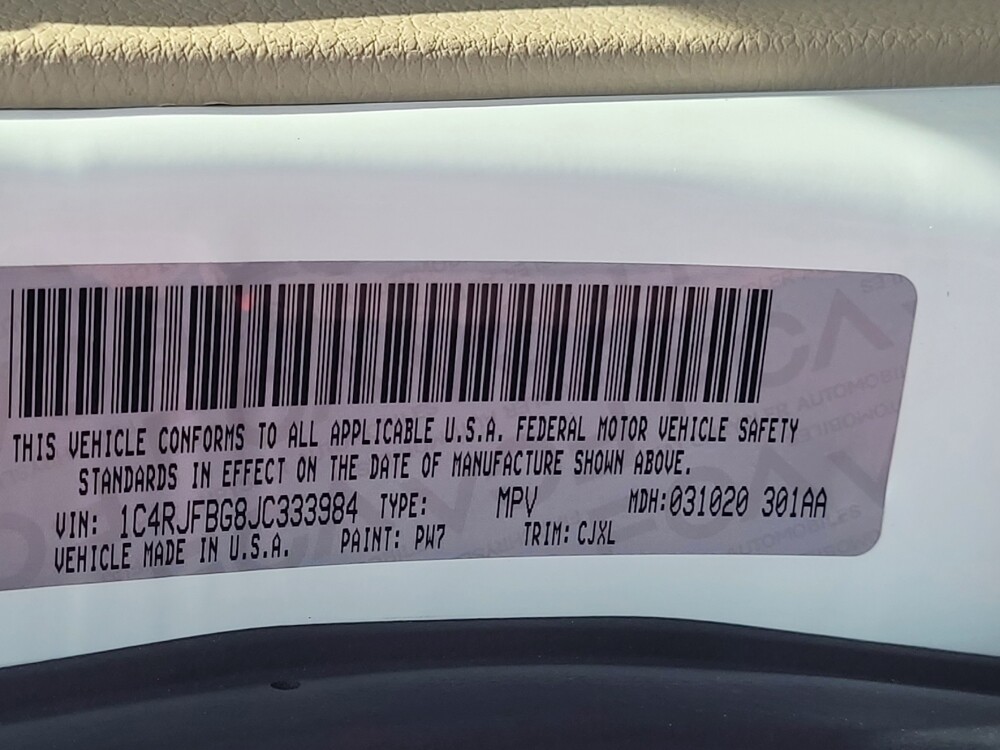 THIS VEHICLE CONFORMS TO ALL APPLICABLE U.S.A. FEDERAL MOTOR VEHICLE SAFETY
STANDARDS IN EFFECT ON THE DATE OF MANUFACTURE SHOWN ABOVE.
VIN: 1C4RJFBG8JC333984 TYPE: MPV MDH:031020 301AA
VEHICLE MADE IN U.S.A. PAINT: PW7 TRIM: CJXL